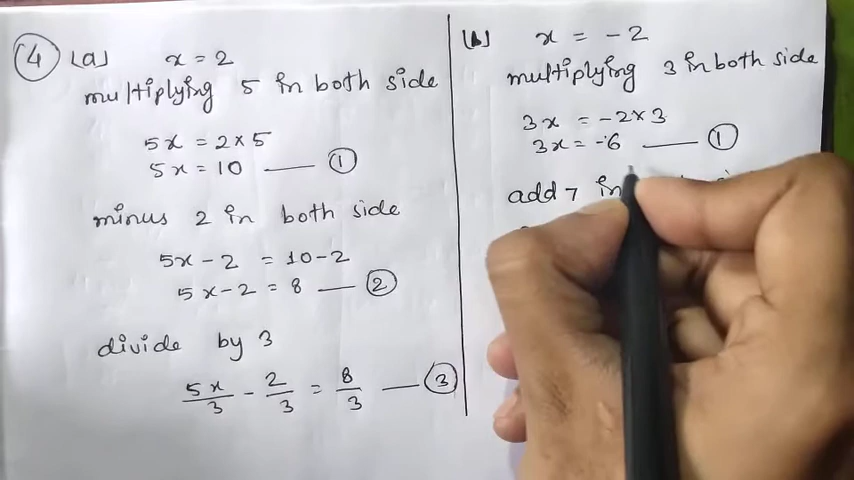 4 (a) x = 2
multiplying 5 in both side
5x = 2×5
5x = 10 —— ①
minus 2 in both side
5x - 2 = 10 - 2
5x - 2 = 8 —— ②
divide by 3
5x/3 - 2/3 = 8/3 —— ③
(b) x = -2
multiplying 3 in both side
3x = -2×3
3x = -6 —— ①
add 7 in